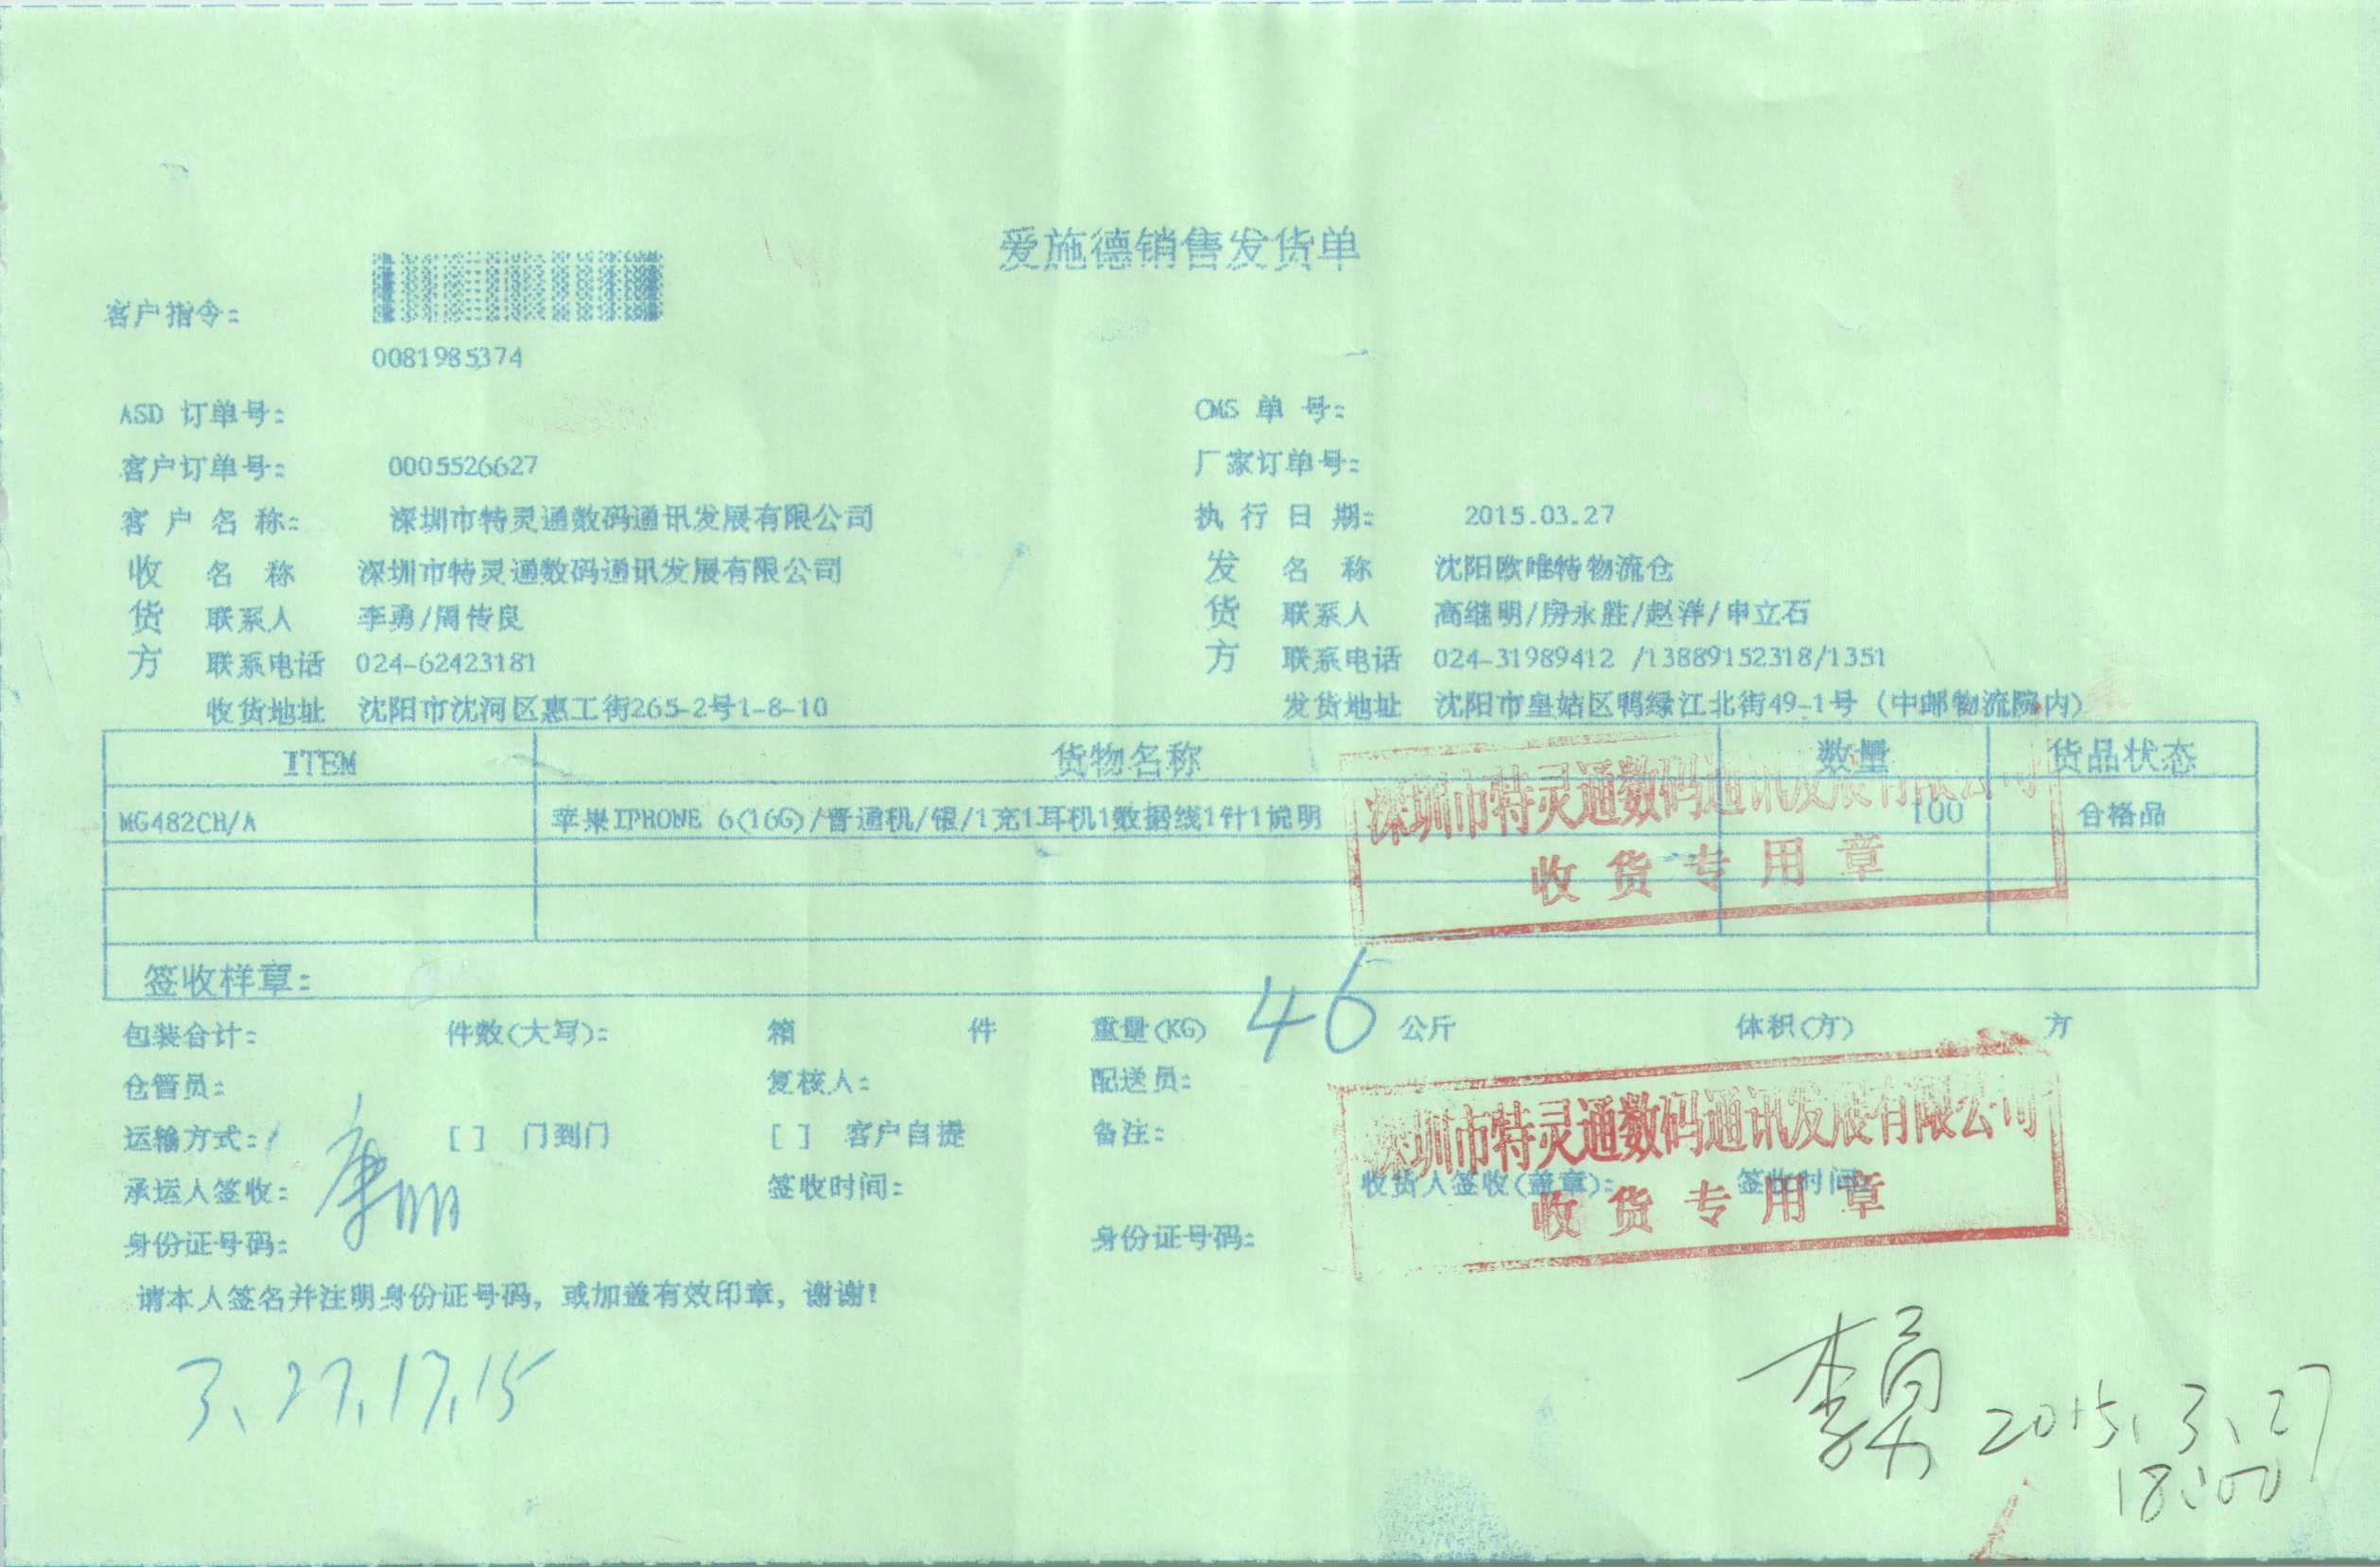 爱施德销售发货单
客户指令:
0081985374
ASD 订单号: OMS 单 号:
客户订单号: 0005526627 厂家订单号:
客 户 名 称: 深圳市特灵通数码通讯发展有限公司 执 行 日 期: 2015.03.27
收 名 称 深圳市特灵通数码通讯发展有限公司 发 名 称 沈阳欧唯特物流仓
货 联系人 李勇/周传良 货 联系人 高继明/房永胜/赵洋/申立石
方 联系电话 024-62423181 方 联系电话 024-31989412 /13889152318/1351
收货地址 沈阳市沈河区惠工街265-2号1-8-10 发货地址 沈阳市皇姑区鸭绿江北街49-1号 (中邮物流院内)
ITEM 货物名称 数量 货品状态
MG482CH/A 苹果IPHONE 6(16G)/普通机/银/1充1耳机1数据线1针1说明 100 合格品
深圳市特灵通数码通讯发展有限公司
收货专用章
签收样章:
包装合计: 件数(大写): 箱 件 重量(KG) 46 公斤 体积(方) 方
仓管员: 复核人: 配送员:
运输方式: [ ] 门到门 [ ] 客户自提 备注:
深圳市特灵通数码通讯发展有限公司
承运人签收: 签收时间: 收货人签收(盖章): 签收时间:
收货专用章
身份证号码: 身份证号码:
请本人签名并注明身份证号码, 或加盖有效印章, 谢谢!
3、27、17、15
李勇 2015、3、27
18:00